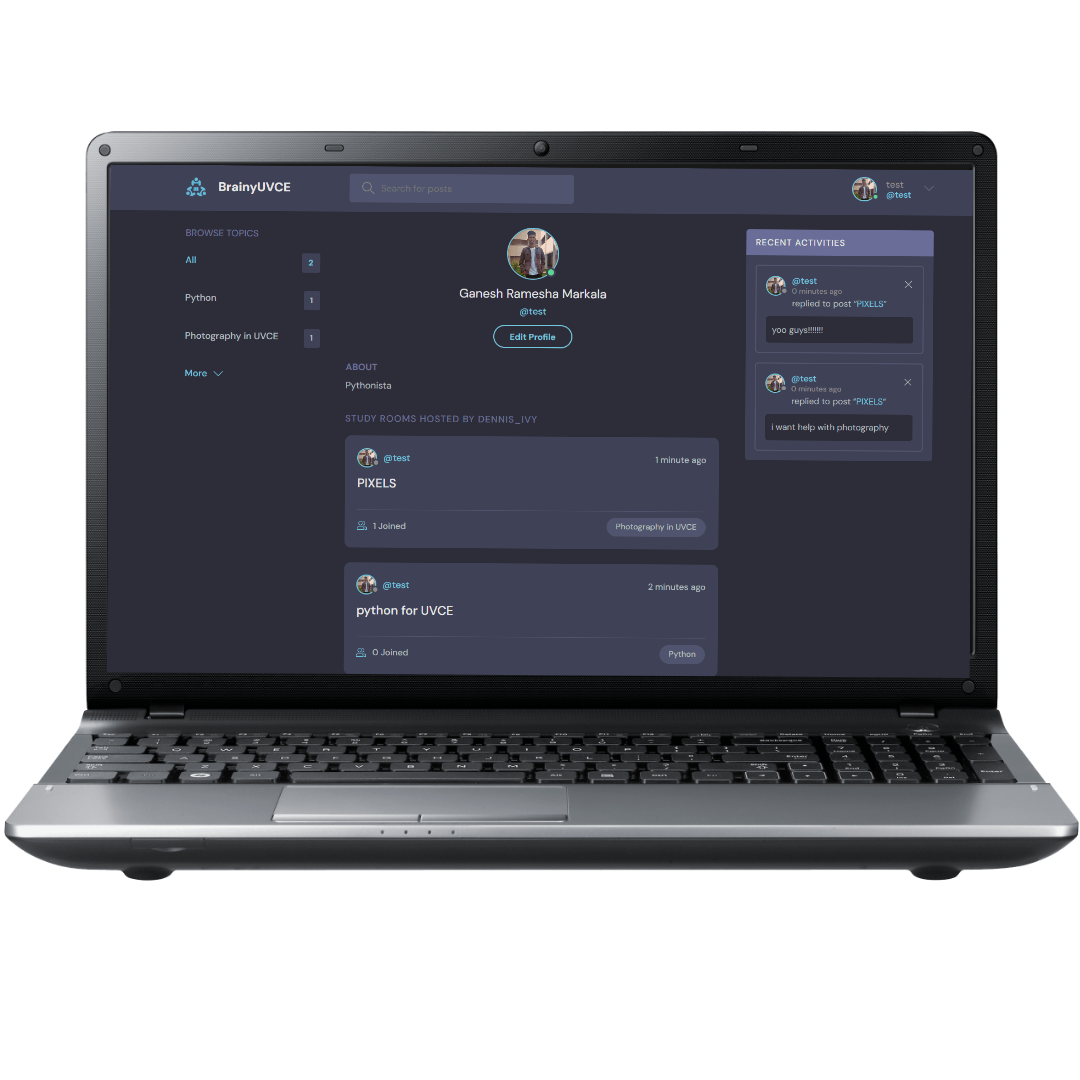 BrainyUVCE
Search for posts
test
@test
BROWSE TOPICS
All
2
Python
1
Photography in UVCE
1
More
Ganesh Ramesha Markala
@test
Edit Profile
ABOUT
Pythonista
STUDY ROOMS HOSTED BY DENNIS_IVY
@test
1 minute ago
PIXELS
1 Joined
Photography in UVCE
@test
2 minutes ago
python for UVCE
0 Joined
Python
RECENT ACTIVITIES
@test
0 minutes ago
replied to post “PIXELS”
yoo guys!!!!!!!
@test
0 minutes ago
replied to post “PIXELS”
i want help with photography